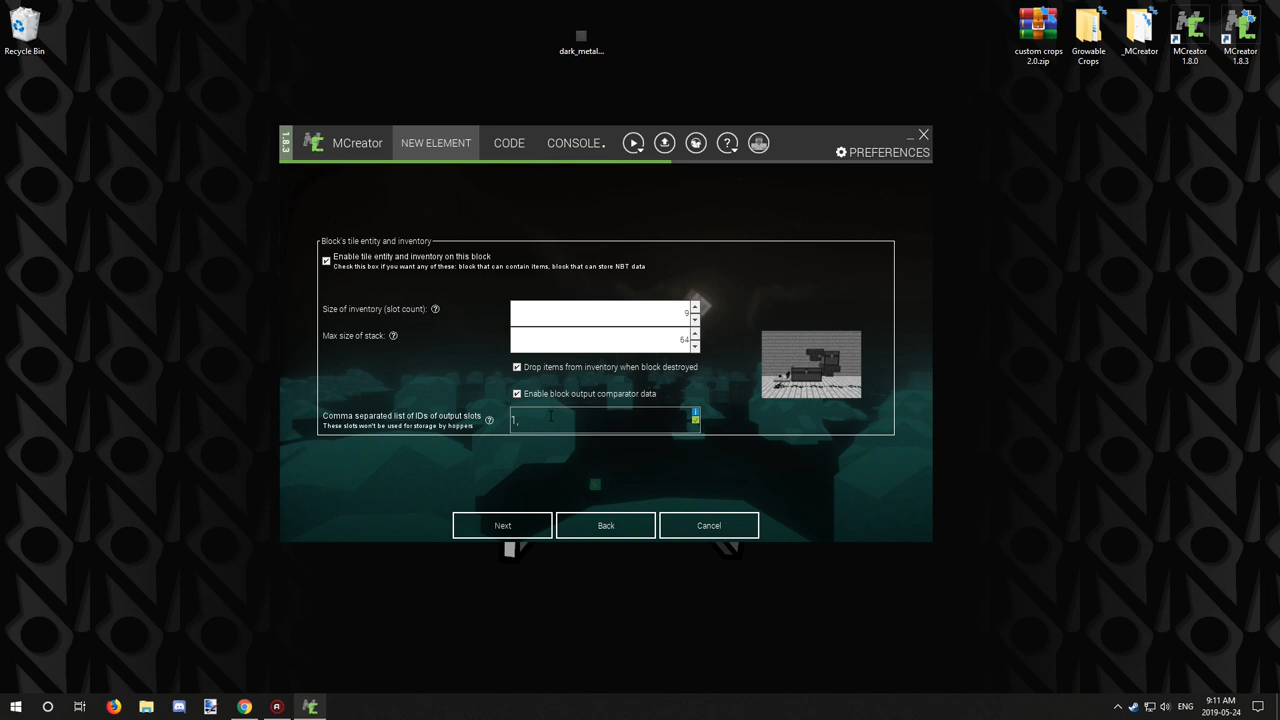 Recycle Bin
dark_metal...
custom crops
2.0.zip
Growable
Crops
_MCreator
MCreator
1.8.0
MCreator
1.8.3
1.8.3
MCreator
NEW ELEMENT
CODE
CONSOLE.
PREFERENCES
Block's tile entity and inventory
Enable tile entity and inventory on this block
Check this box if you want any of these: block that can contain items, block that can store NBT data
Size of inventory (slot count):
9
Max size of stack:
64
Drop items from inventory when block destroyed
Enable block output comparator data
Comma separated list of IDs of output slots
These slots won't be used for storage by hoppers
1,
Next
Back
Cancel
ENG
9:11 AM
2019-05-24